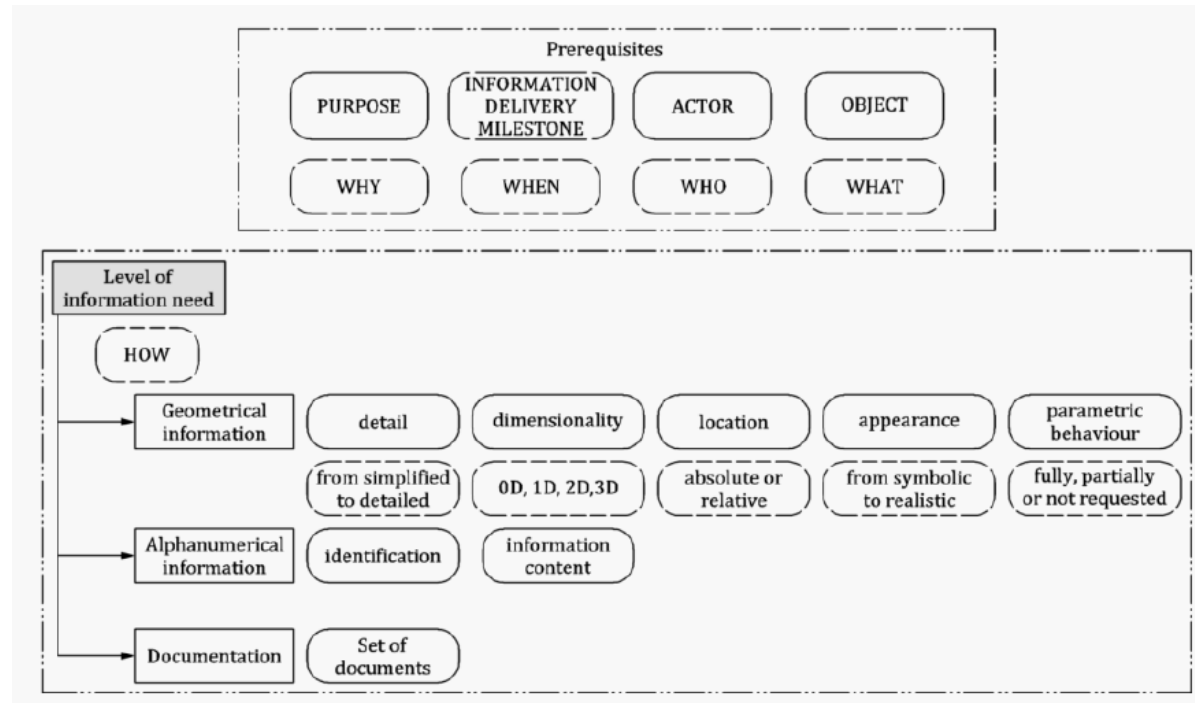 Prerequisites
PURPOSE
INFORMATION
DELIVERY
MILESTONE
ACTOR
OBJECT
WHY
WHEN
WHO
WHAT
Level of
information need
HOW
Geometrical
information
detail
dimensionality
location
appearance
parametric
behaviour
from simplified
to detailed
0D, 1D, 2D,3D
absolute or
relative
from symbolic
to realistic
fully, partially
or not requested
Alphanumerical
information
identification
information
content
Documentation
Set of
documents